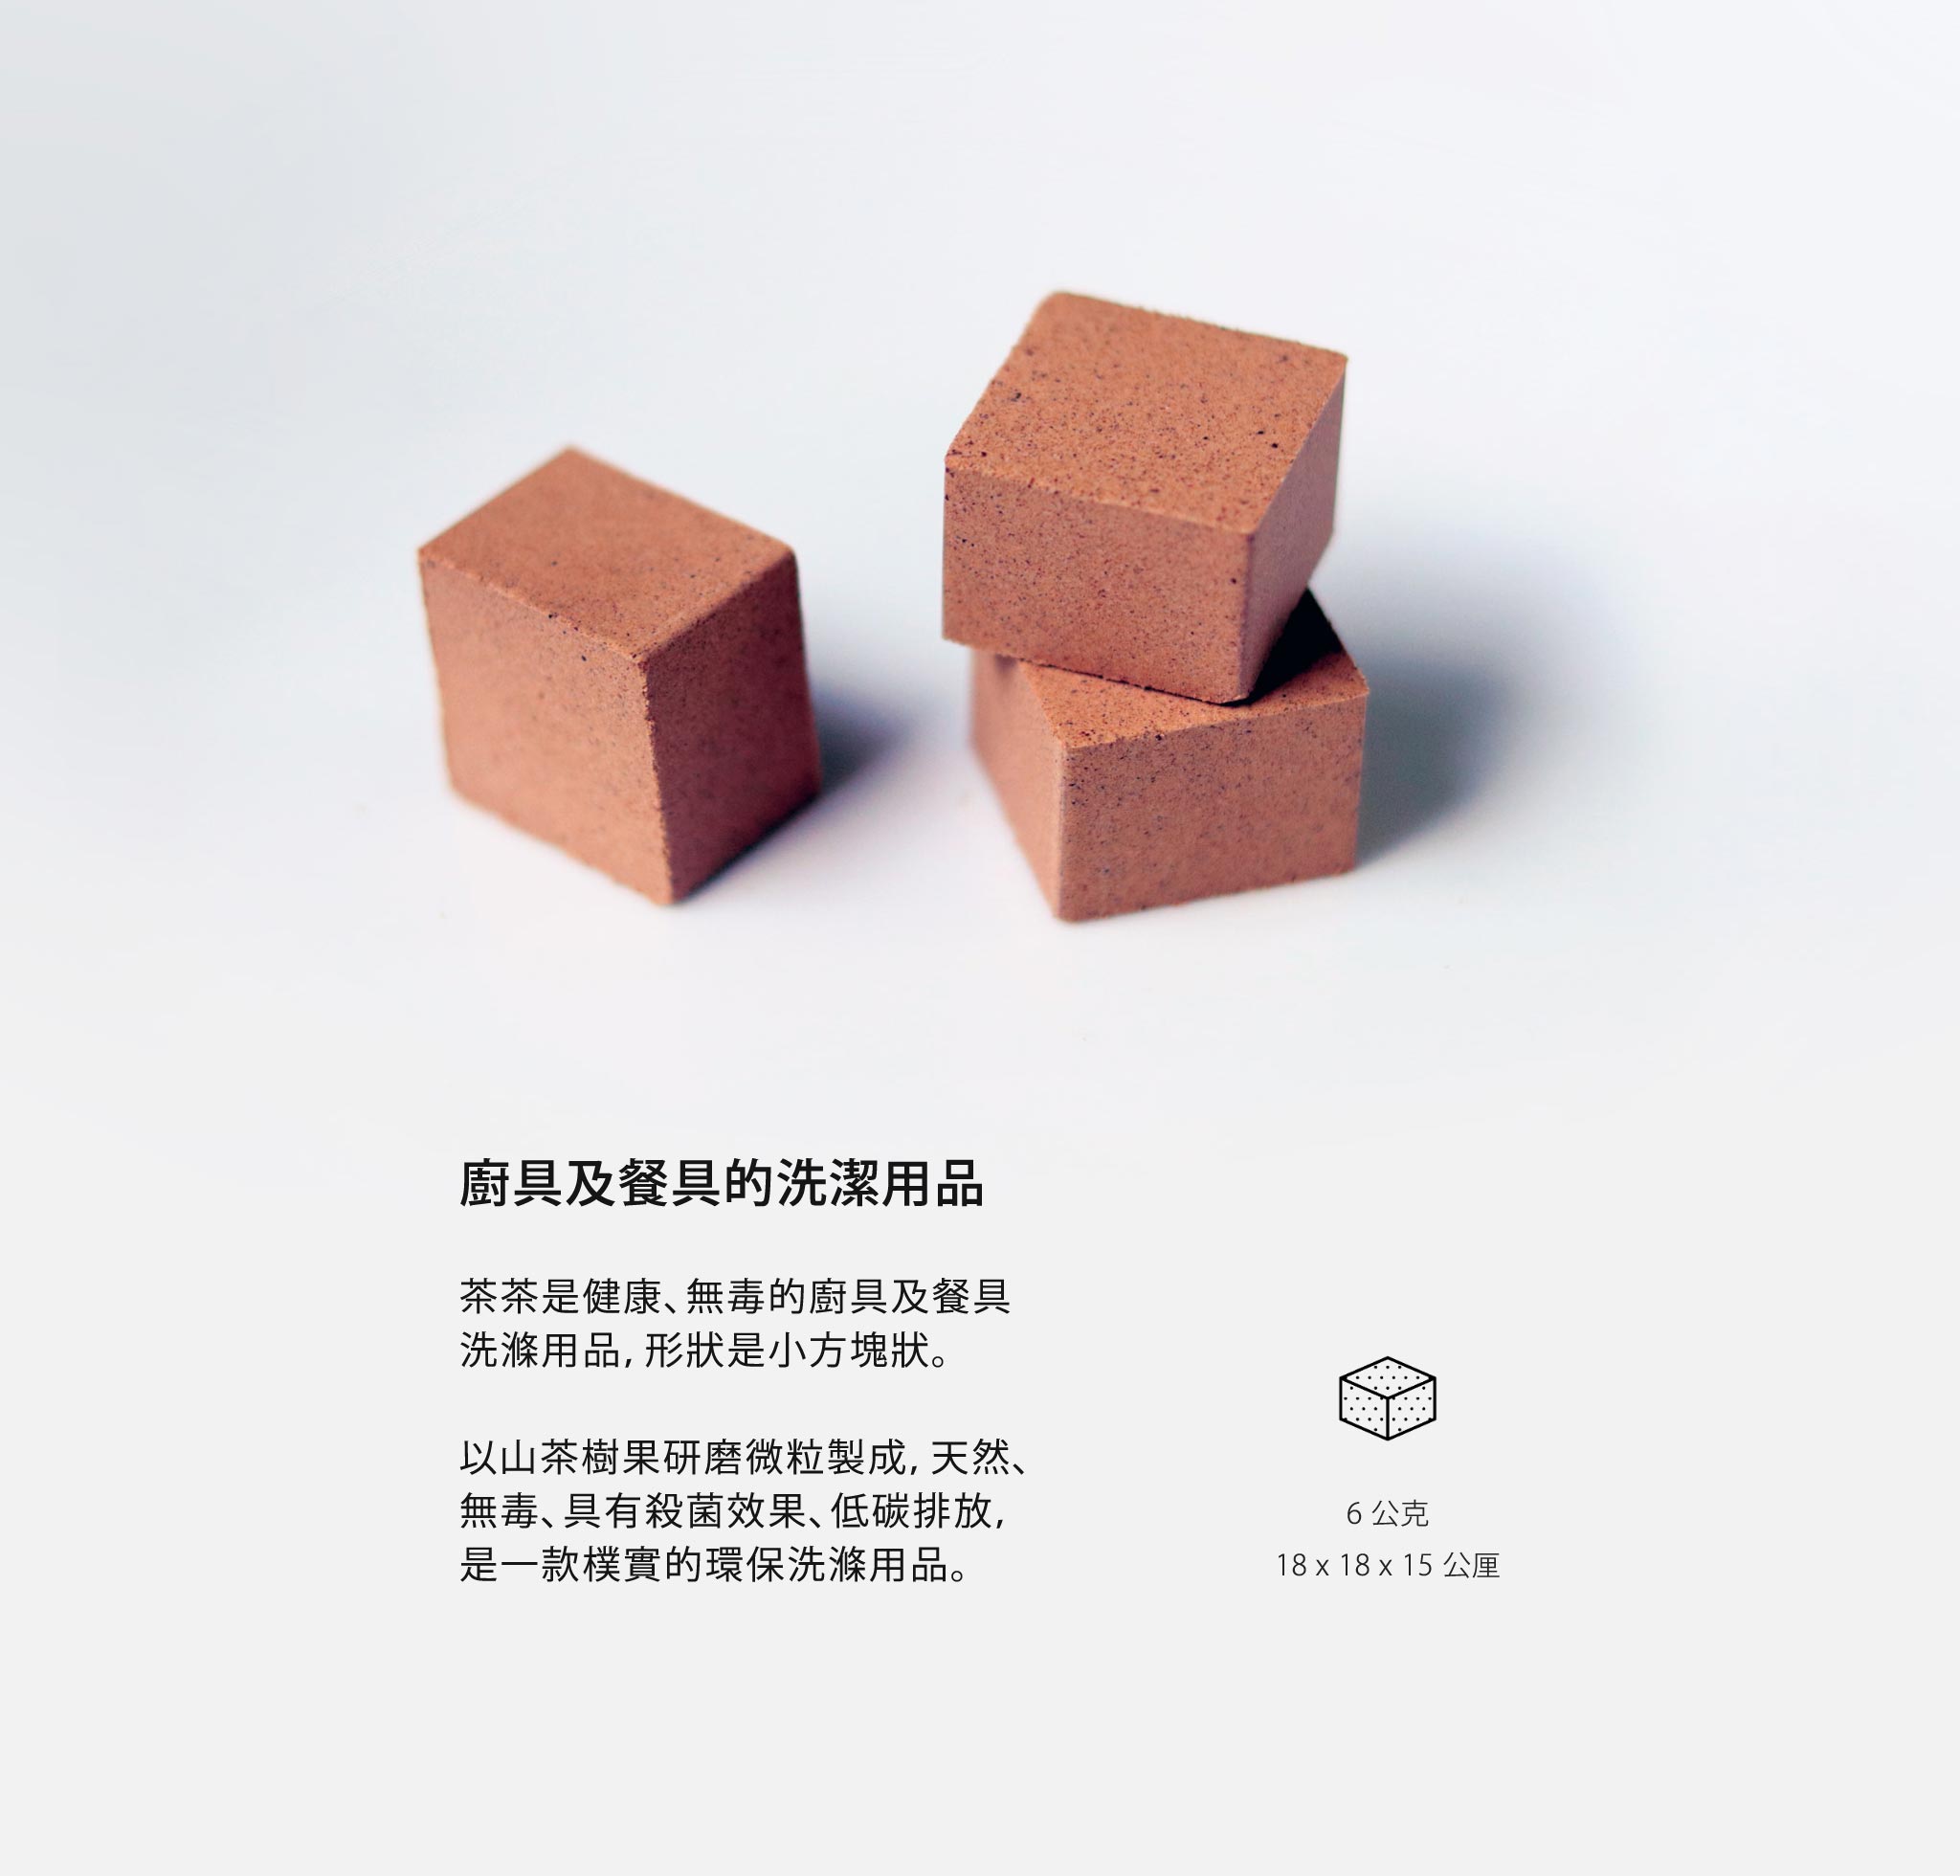 廚具及餐具的洗潔用品
茶茶是健康、無毒的廚具及餐具
洗滌用品, 形狀是小方塊狀。
以山茶樹果研磨微粒製成, 天然、
無毒、具有殺菌效果、低碳排放,
是一款樸實的環保洗滌用品。
6 公克
18 x 18 x 15 公厘